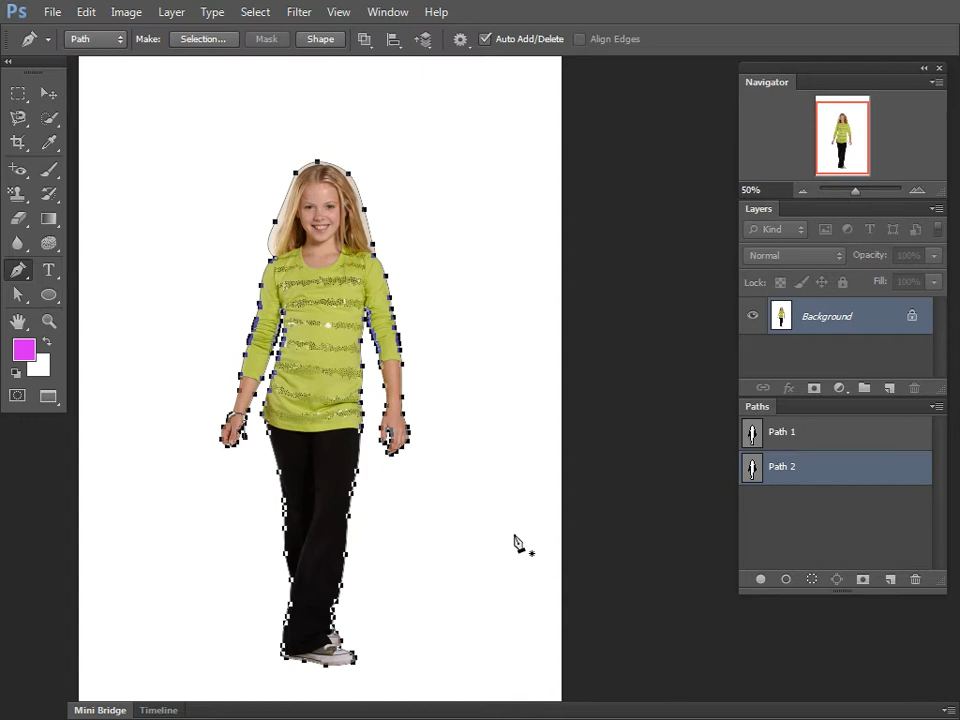 Ps File Edit Image Layer Type Select Filter View Window Help
Path Make: Selection... Mask Shape Auto Add/Delete Align Edges
Navigator
50%
Layers
Kind T
Normal Opacity: 100%
Lock: Fill: 100%
Background
Paths
Path 1
Path 2
T
Mini Bridge Timeline